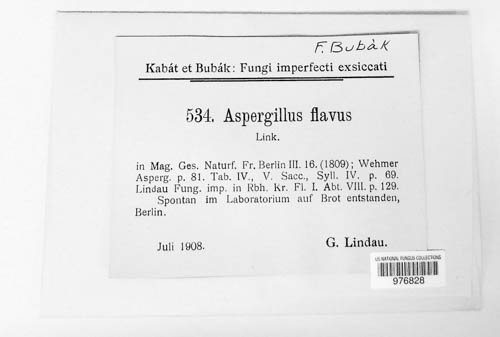 F. Bubàk
Kabát et Bubák: Fungi imperfecti exsiccati
534. Aspergillus flavus
Link.
in Mag. Ges. Naturf. Fr. Berlin III. 16. (1809); Wehmer
Asperg. p. 81. Tab. IV., V. Sacc., Syll. IV. p. 69.
Lindau Fung. imp. in Rbh. Kr. Fl. I. Abt. VIII. p. 129.
Spontan im Laboratorium auf Brot entstanden,
Berlin.
Juli 1908. G. Lindau.
US NATIONAL FUNGUS COLLECTIONS
976828